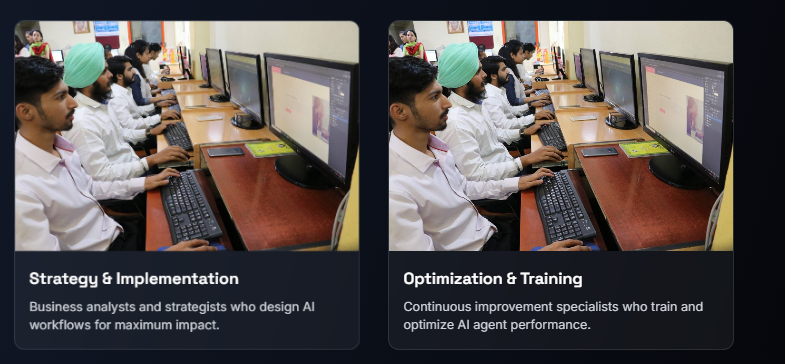 Strategy & Implementation
Business analysts and strategists who design AI
workflows for maximum impact.
Optimization & Training
Continuous improvement specialists who train and
optimize AI agent performance.